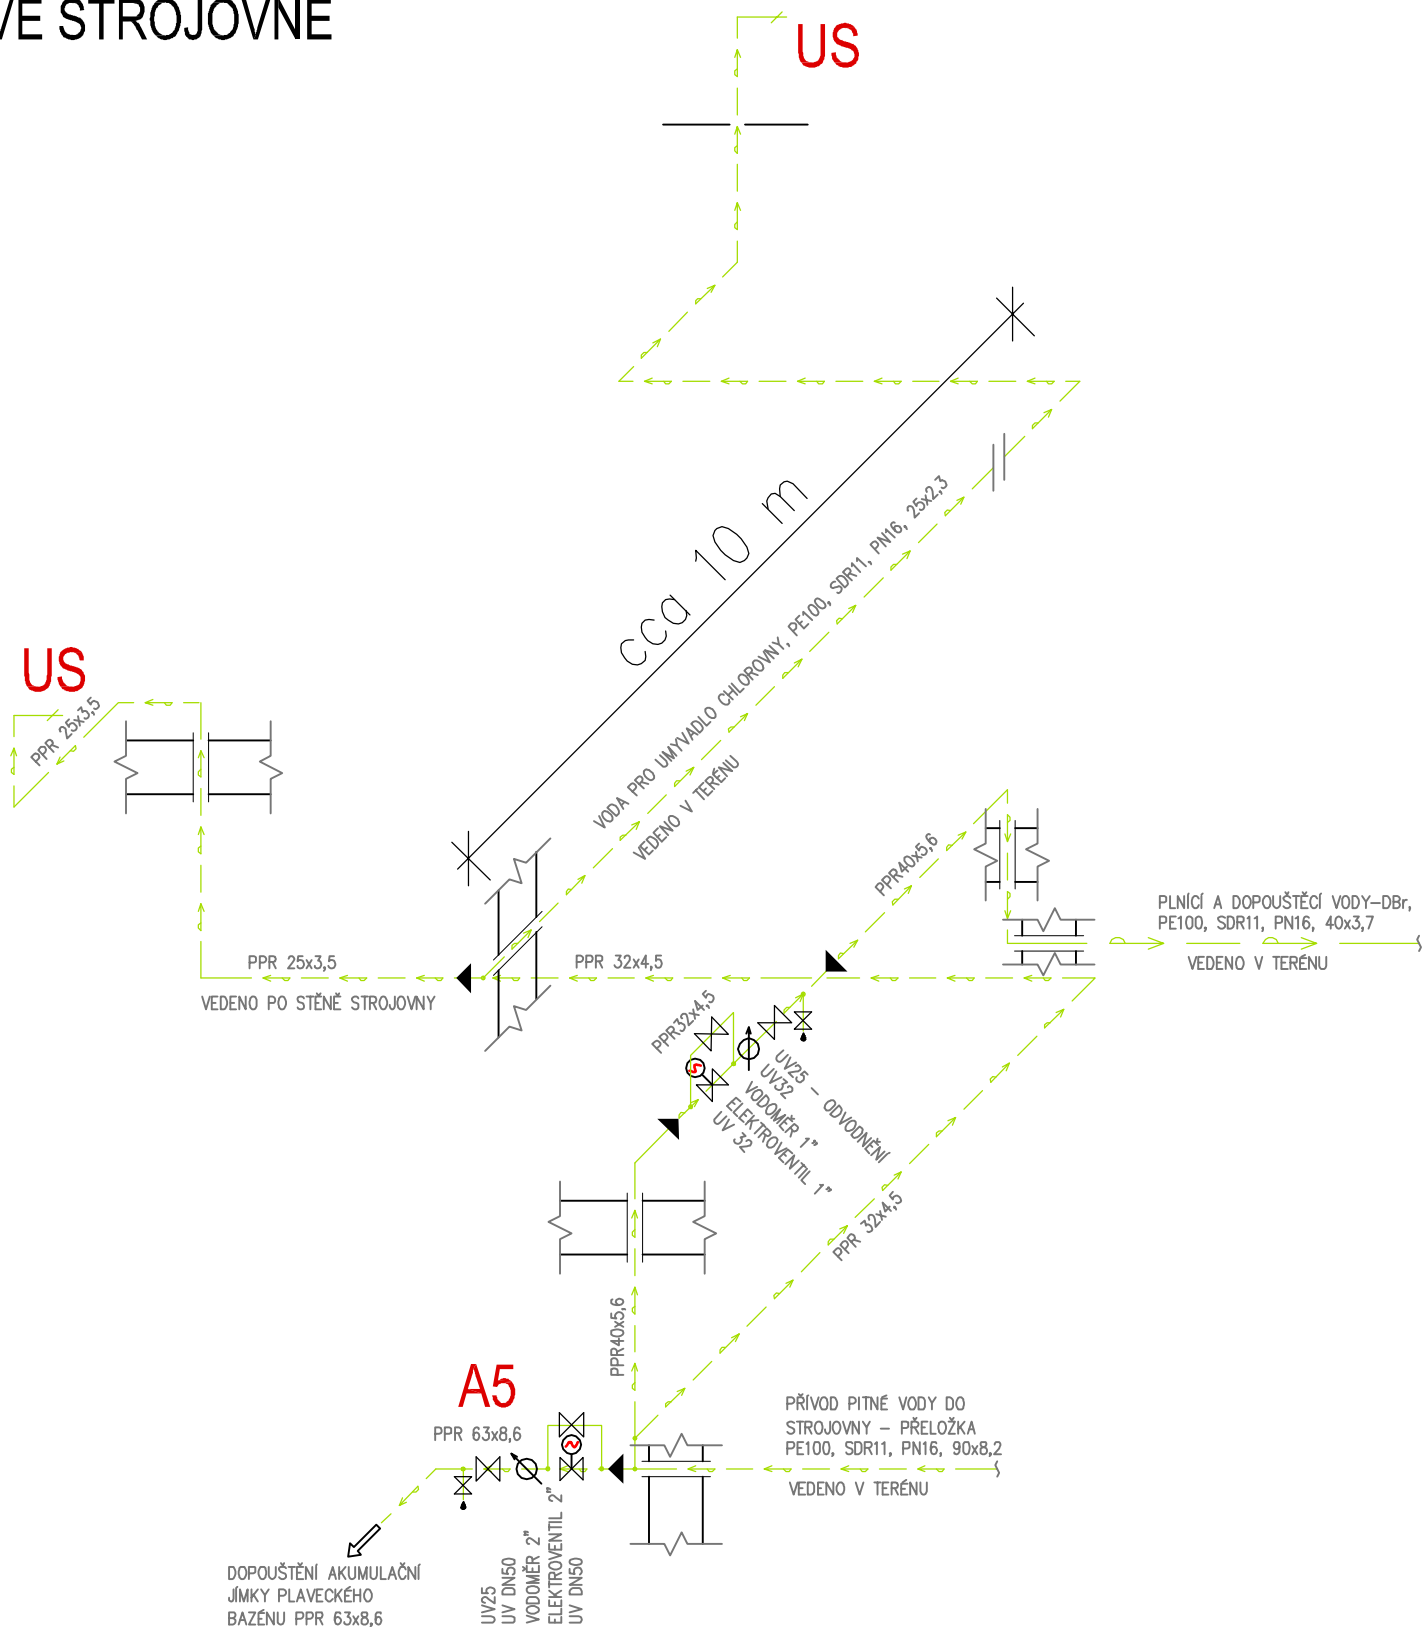 VĚ STROJOVNĚ
US
cca 10 m
VODA PRO UMYVADLO CHLOROVNY, PE100, SDR11, PN16, 25x2,3
VEDENO V TERÉNU
US
PPR 25x3,5
PPR40x5,6
PLNÍCÍ A DOPOUŠTĚCÍ VODY-DBr,
PE100, SDR11, PN16, 40x3,7
VEDENO V TERÉNU
PPR 25x3,5
PPR 32x4,5
VEDENO PO STĚNĚ STROJOVNY
PPR32x4,5
UV25 - ODVODNĚNÍ
UV32
VODOMĚR 1"
ELEKTROVENTIL 1"
UV 32
PPR 32x4,5
PPR40x5,6
A5
PPR 63x8,6
PŘÍVOD PITNÉ VODY DO
STROJOVNY - PŘELOŽKA
PE100, SDR11, PN16, 90x8,2
VEDENO V TERÉNU
DOPOUŠTĚNÍ AKUMULAČNÍ
JÍMKY PLAVECKÉHO
BAZÉNU PPR 63x8,6
UV25
UV DN50
VODOMĚR 2"
ELEKTROVENTIL 2"
UV DN50